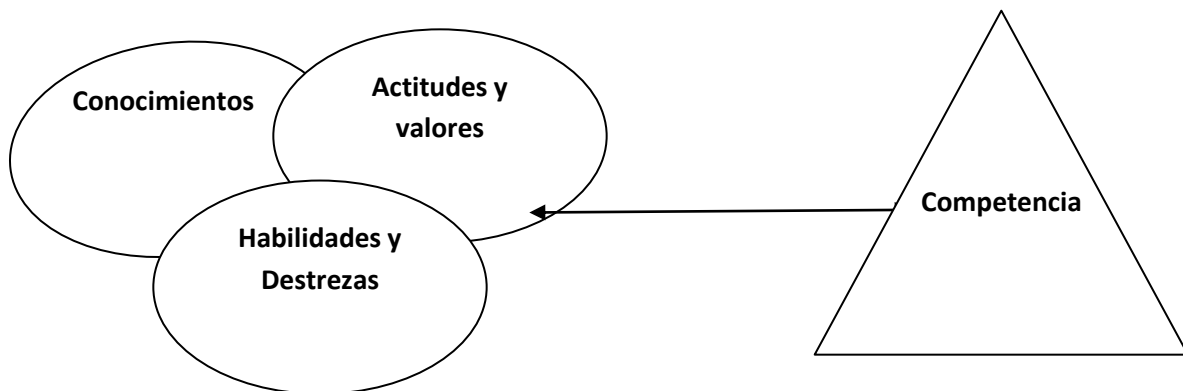 Conocimientos
Actitudes y
valores
Habilidades y
Destrezas
Competencia